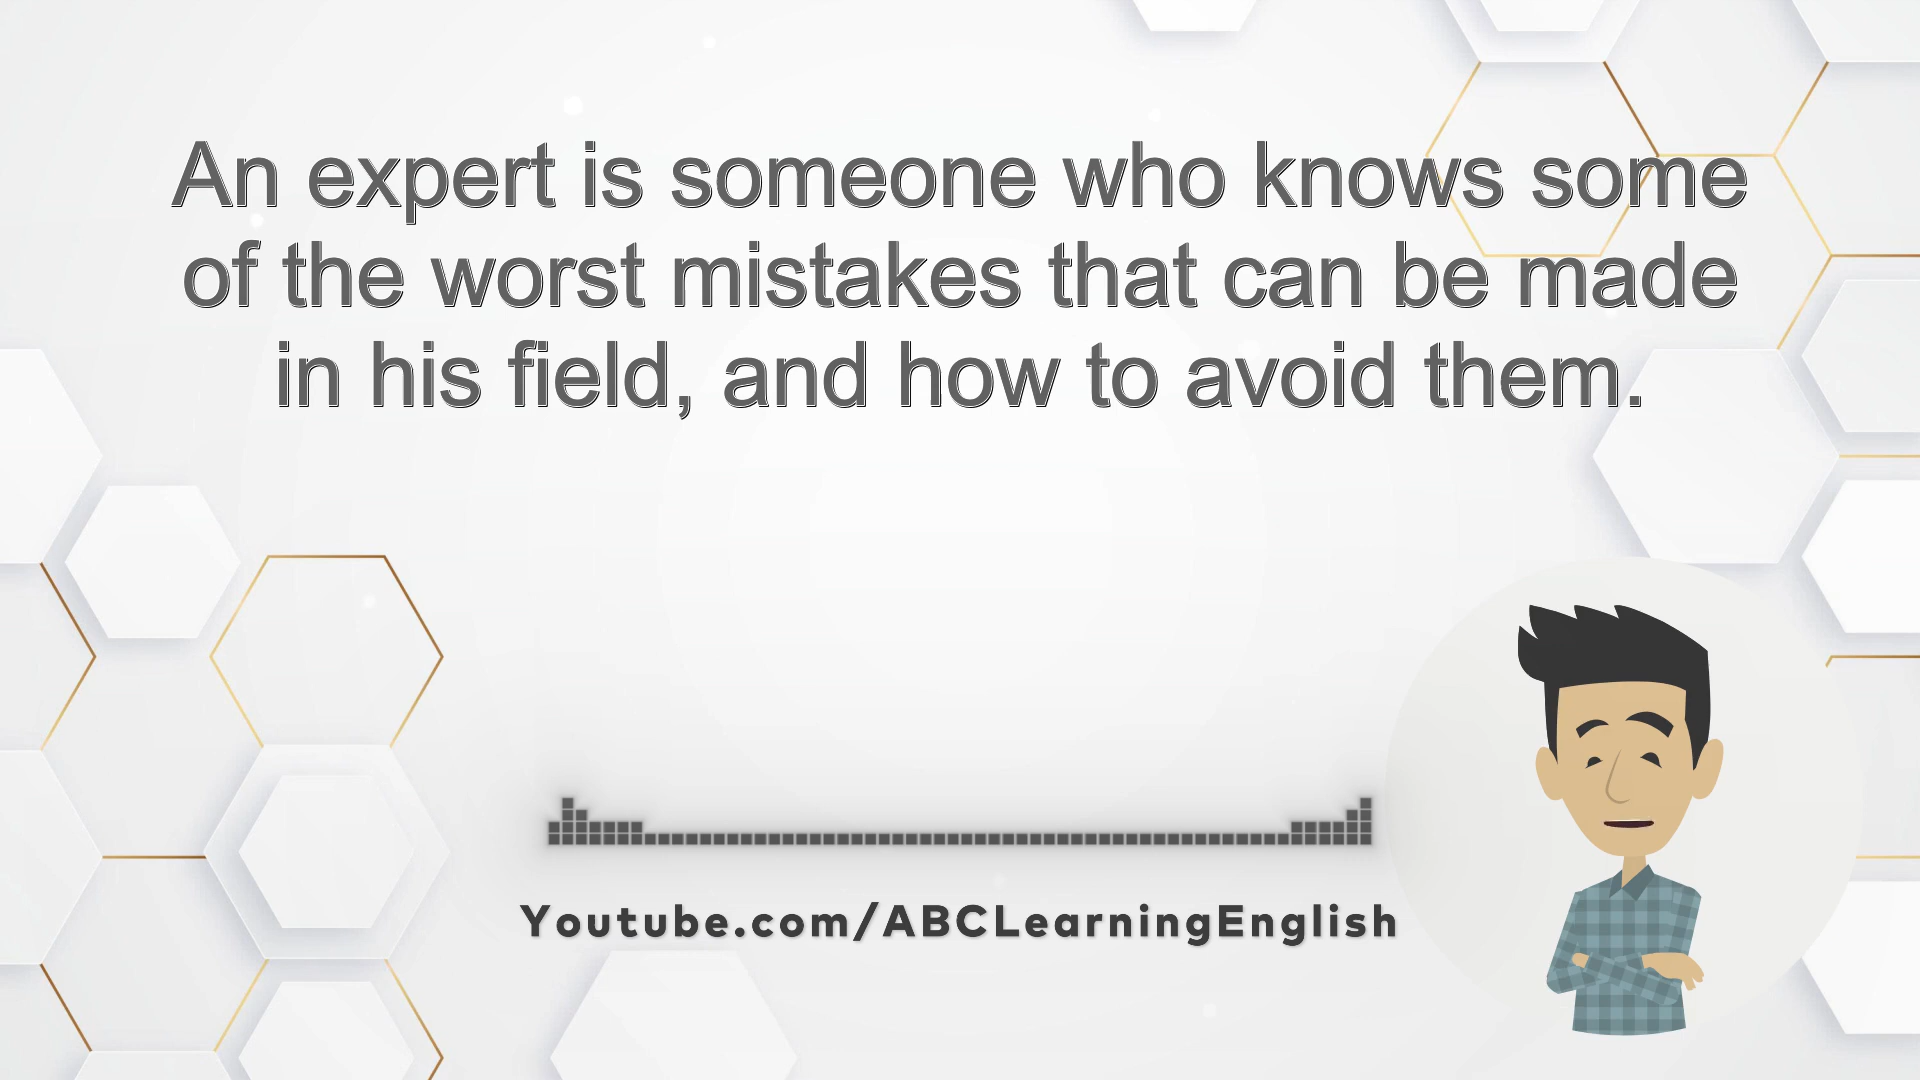 An expert is someone who knows some
of the worst mistakes that can be made
in his field, and how to avoid them.
Youtube.com/ABCLearningEnglish